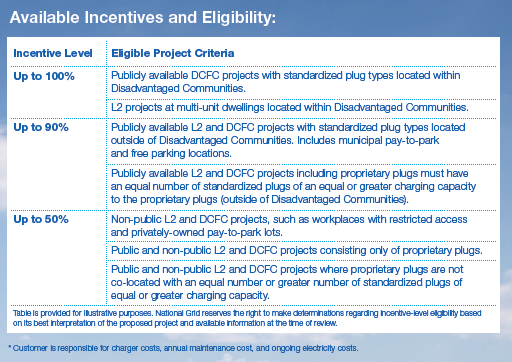 Available Incentives and Eligibility:
Incentive Level Eligible Project Criteria
Up to 100% Publicly available DCFC projects with standardized plug types located within
Disadvantaged Communities.
L2 projects at multi-unit dwellings located within Disadvantaged Communities.
Up to 90% Publicly available L2 and DCFC projects with standardized plug types located
outside of Disadvantaged Communities. Includes municipal pay-to-park
and free parking locations.
Publicly available L2 and DCFC projects including proprietary plugs must have
an equal number of standardized plugs of an equal or greater charging capacity
to the proprietary plugs (outside of Disadvantaged Communities).
Up to 50% Non-public L2 and DCFC projects, such as workplaces with restricted access
and privately-owned pay-to-park lots.
Public and non-public L2 and DCFC projects consisting only of proprietary plugs.
Public and non-public L2 and DCFC projects where proprietary plugs are not
co-located with an equal number or greater number of standardized plugs of
equal or greater charging capacity.
Table is provided for illustrative purposes. National Grid reserves the right to make determinations regarding incentive-level eligibility based
on its best interpretation of the proposed project and available information at the time of review.
* Customer is responsible for charger costs, annual maintenance cost, and ongoing electricity costs.